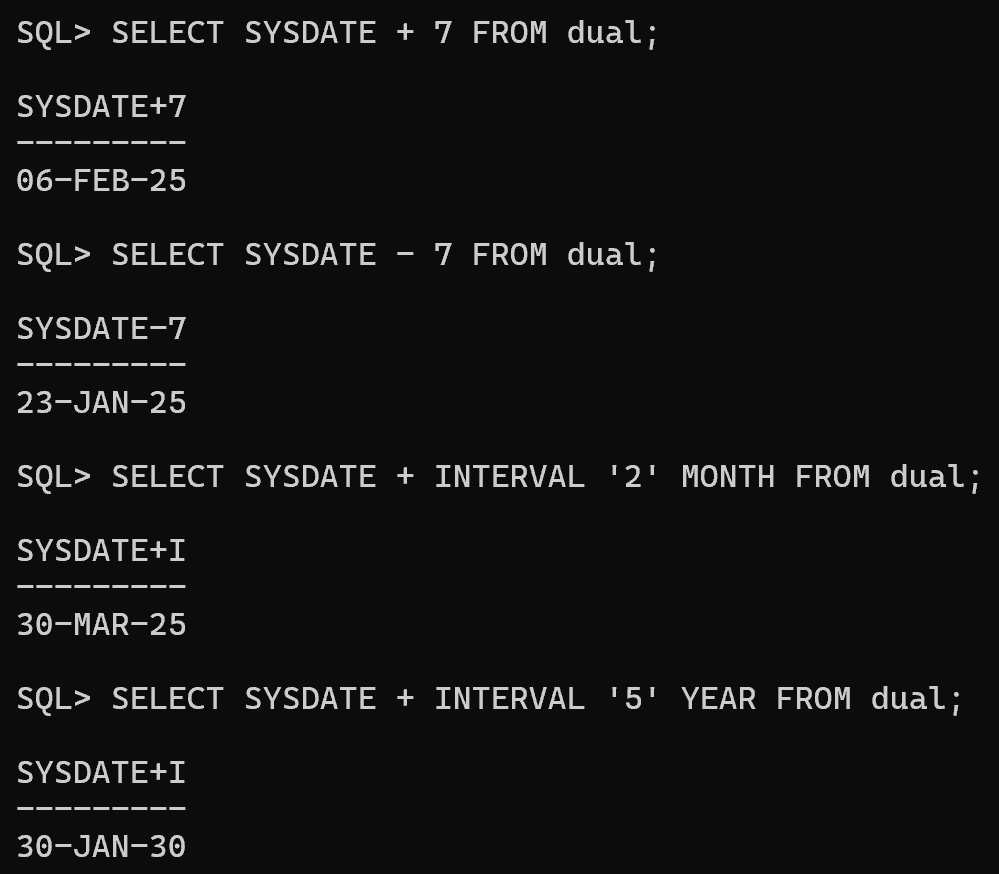 SQL> SELECT SYSDATE + 7 FROM dual;
SYSDATE+7
---------
06-FEB-25
SQL> SELECT SYSDATE - 7 FROM dual;
SYSDATE-7
---------
23-JAN-25
SQL> SELECT SYSDATE + INTERVAL '2' MONTH FROM dual;
SYSDATE+I
---------
30-MAR-25
SQL> SELECT SYSDATE + INTERVAL '5' YEAR FROM dual;
SYSDATE+I
---------
30-JAN-30